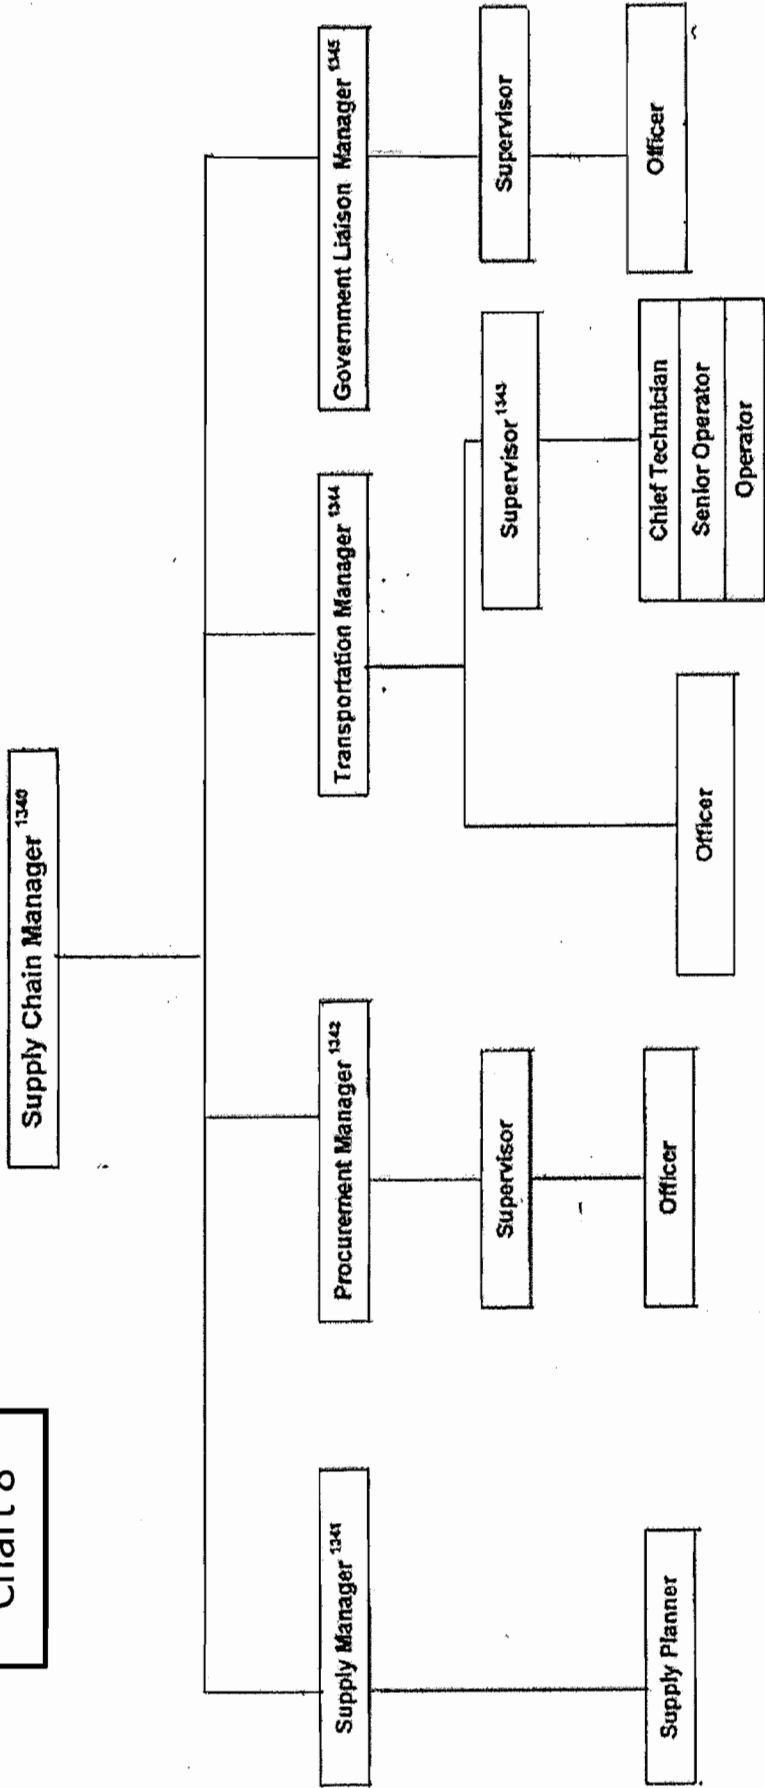 Chart 8
Supply Chain Manager 1340
Supply Manager 1341
Procurement Manager 1342
Transportation Manager 1344
Government Liaison Manager 1345
Supervisor
Supervisor 1343
Supervisor
Supply Planner
Officer
Officer
Chief Technician
Senior Operator
Operator
Officer